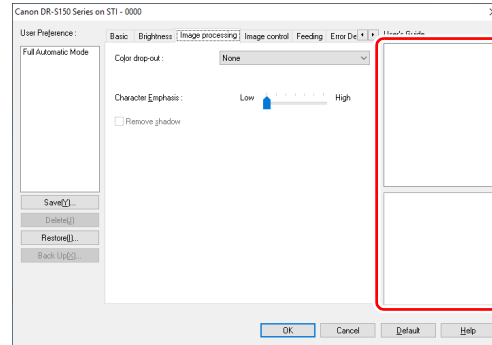 Canon DR-S150 Series on STI - 0000
User Preference :
Full Automatic Mode
Save(Y)...
Delete(J)
Restore(I)...
Back Up(X)...
Basic Brightness Image processing Image control Feeding Error De
Color drop-out :
None
Character Emphasis :
Low
High
Remove shadow
User's Guide
OK
Cancel
Default
Help